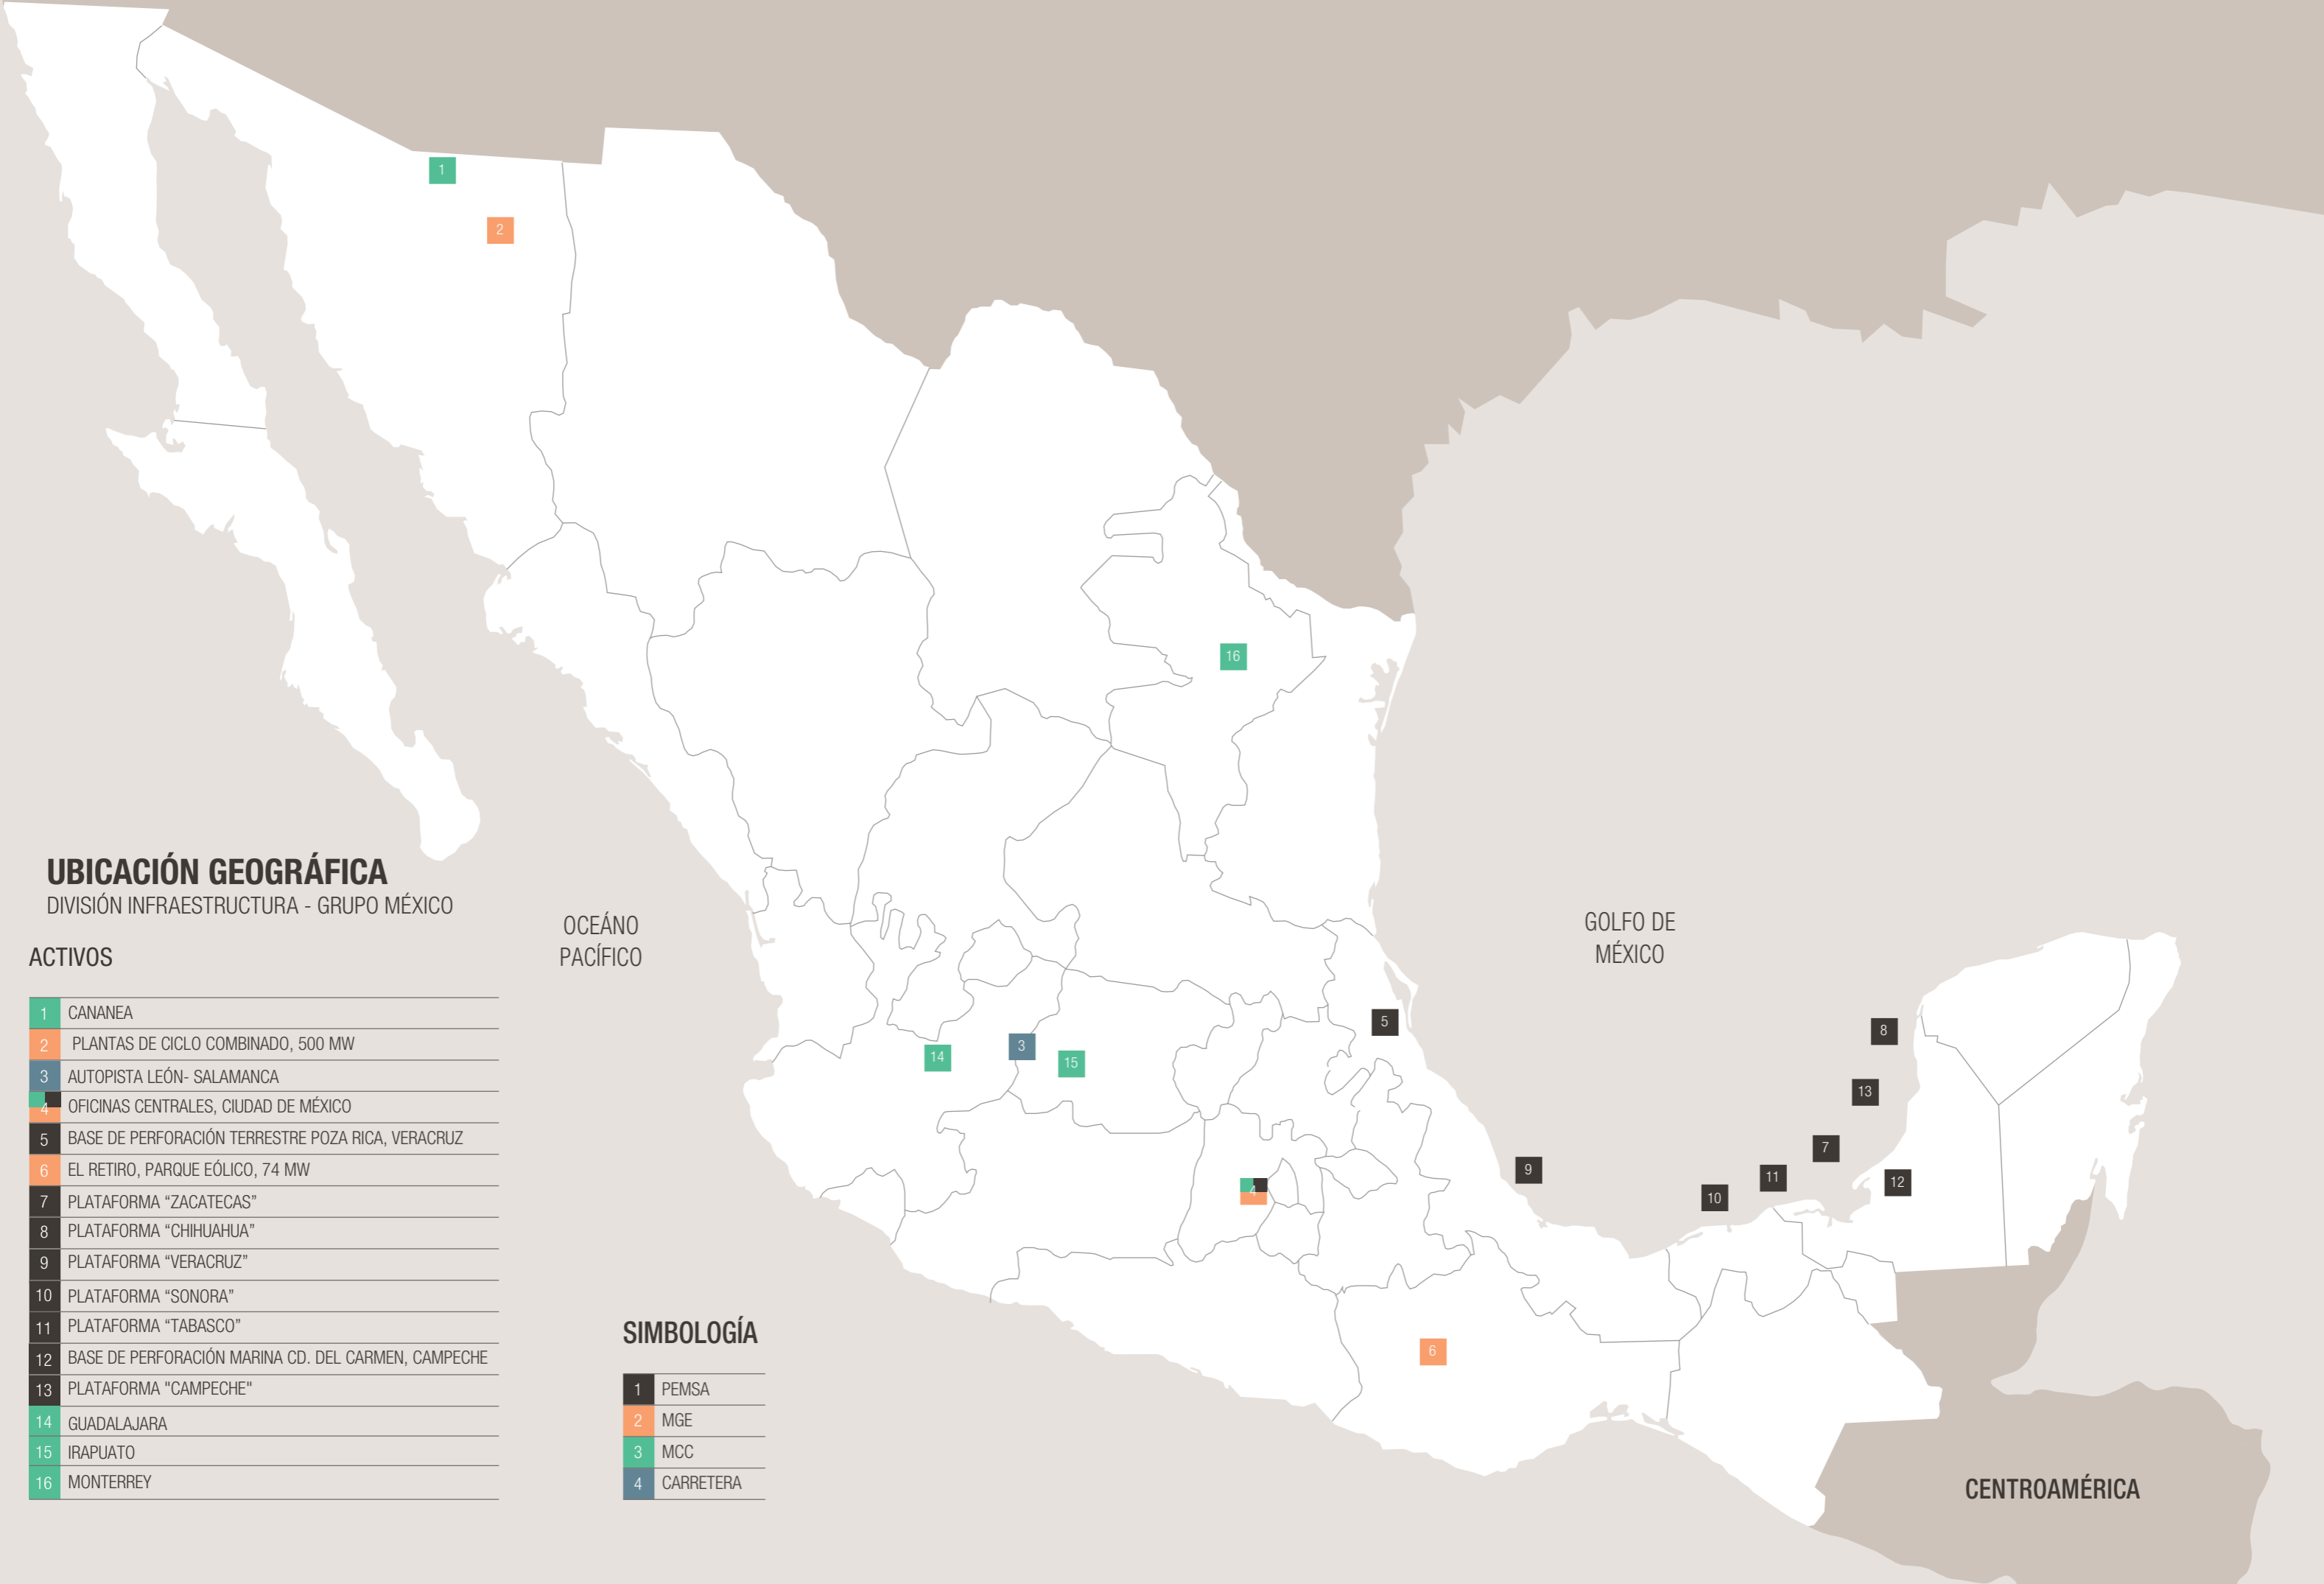 1
2
16
UBICACIÓN GEOGRÁFICA
DIVISIÓN INFRAESTRUCTURA - GRUPO MÉXICO
OCEÁNO
PACÍFICO
GOLFO DE
MÉXICO
ACTIVOS
1 CANANEA
2 PLANTAS DE CICLO COMBINADO, 500 MW
3 AUTOPISTA LEÓN- SALAMANCA
4 OFICINAS CENTRALES, CIUDAD DE MÉXICO
5 BASE DE PERFORACIÓN TERRESTRE POZA RICA, VERACRUZ
6 EL RETIRO, PARQUE EÓLICO, 74 MW
7 PLATAFORMA “ZACATECAS”
8 PLATAFORMA “CHIHUAHUA”
9 PLATAFORMA “VERACRUZ”
10 PLATAFORMA “SONORA”
11 PLATAFORMA “TABASCO”
12 BASE DE PERFORACIÓN MARINA CD. DEL CARMEN, CAMPECHE
13 PLATAFORMA "CAMPECHE"
14 GUADALAJARA
15 IRAPUATO
16 MONTERREY
14
3
15
5
8
13
7
9
11
12
10
4
6
SIMBOLOGÍA
1 PEMSA
2 MGE
3 MCC
4 CARRETERA
CENTROAMÉRICA